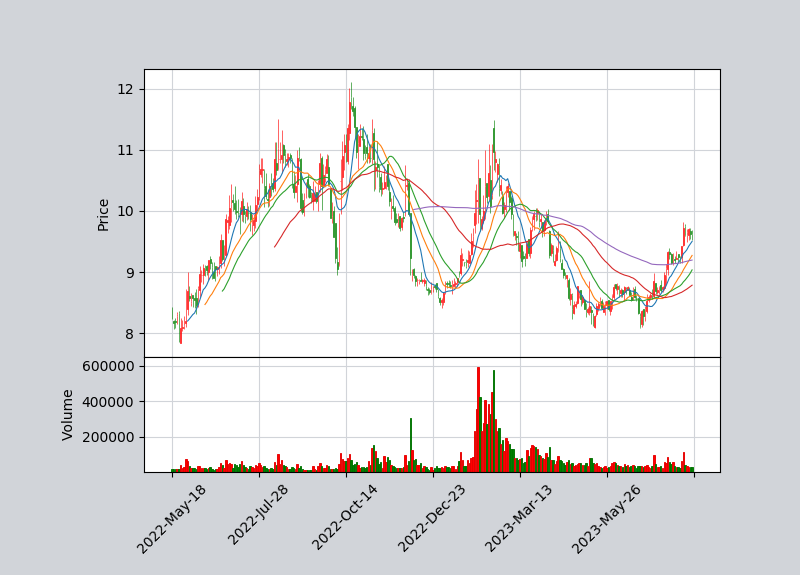 12
11
10
9
8
Price
600000
400000
200000
Volume
2022-May-18
2022-Jul-28
2022-Oct-14
2022-Dec-23
2023-Mar-13
2023-May-26